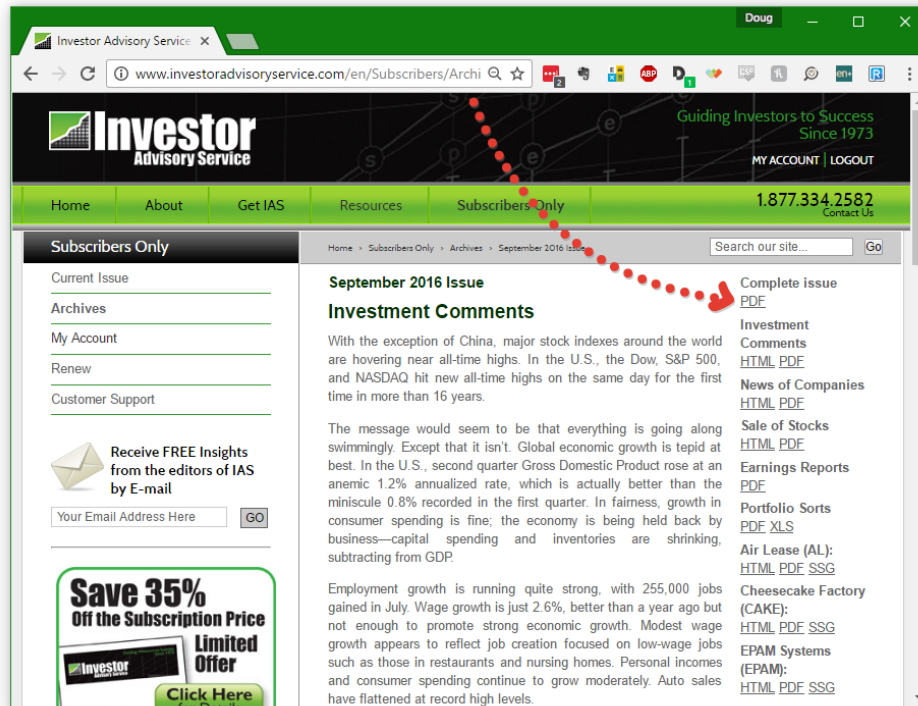 Doug
Investor Advisory Service
www.investoradvisoryservice.com/en/Subscribers/Archi
2
ABP
1
CSP
en+
R
Investor
Advisory Service
Guiding Investors to Success
Since 1973
MY ACCOUNT | LOGOUT
Home About Get IAS Resources Subscribers Only
1.877.334.2582
Contact Us
Subscribers Only
Home › Subscribers Only › Archives › September 2016 Issue
Search our site... Go
Current Issue
Archives
My Account
Renew
Customer Support
Receive FREE Insights
from the editors of IAS
by E-mail
Your Email Address Here GO
Save 35%
Off the Subscription Price
Limited
Offer
Investor
Advisory Service
Click Here
September 2016 Issue
Investment Comments
With the exception of China, major stock indexes around the world
are hovering near all-time highs. In the U.S., the Dow, S&P 500,
and NASDAQ hit new all-time highs on the same day for the first
time in more than 16 years.
The message would seem to be that everything is going along
swimmingly. Except that it isn't. Global economic growth is tepid at
best. In the U.S., second quarter Gross Domestic Product rose at an
anemic 1.2% annualized rate, which is actually better than the
miniscule 0.8% recorded in the first quarter. In fairness, growth in
consumer spending is fine; the economy is being held back by
business—capital spending and inventories are shrinking,
subtracting from GDP.
Employment growth is running quite strong, with 255,000 jobs
gained in July. Wage growth is just 2.6%, better than a year ago but
not enough to promote strong economic growth. Modest wage
growth appears to reflect job creation focused on low-wage jobs
such as those in restaurants and nursing homes. Personal incomes
and consumer spending continue to grow moderately. Auto sales
have flattened at record high levels.
Complete issue
PDF
Investment
Comments
HTML PDF
News of Companies
HTML PDF
Sale of Stocks
HTML PDF
Earnings Reports
PDF
Portfolio Sorts
PDF XLS
Air Lease (AL):
HTML PDF SSG
Cheesecake Factory
(CAKE):
HTML PDF SSG
EPAM Systems
(EPAM):
HTML PDF SSG